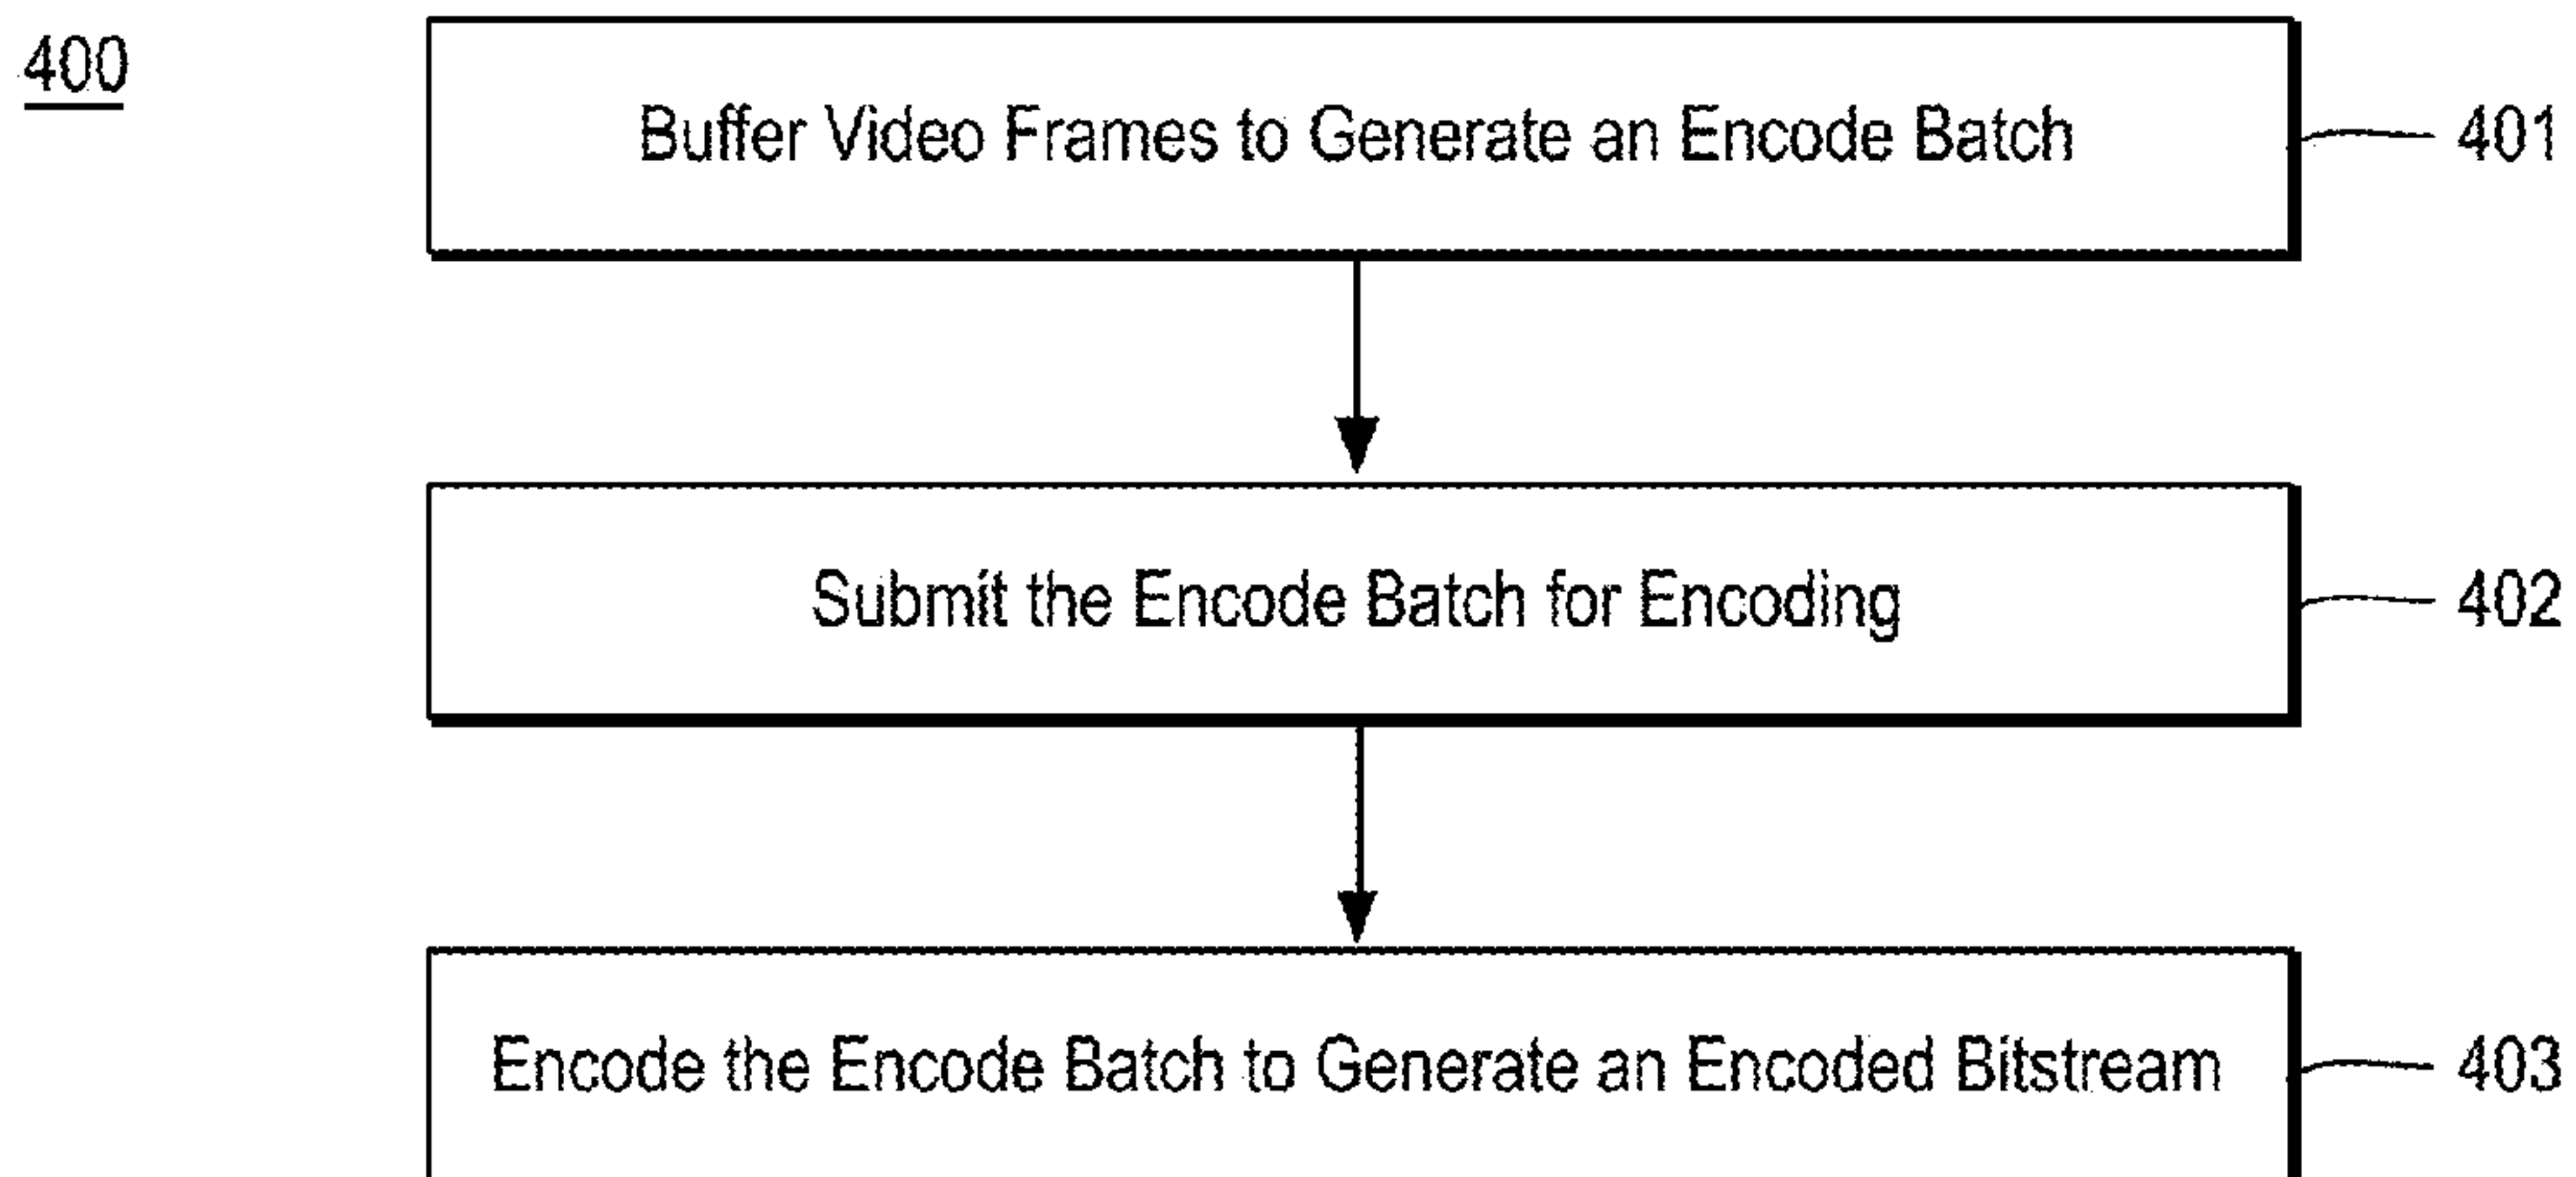 400
Buffer Video Frames to Generate an Encode Batch
401
Submit the Encode Batch for Encoding
402
Encode the Encode Batch to Generate an Encoded Bitstream
403